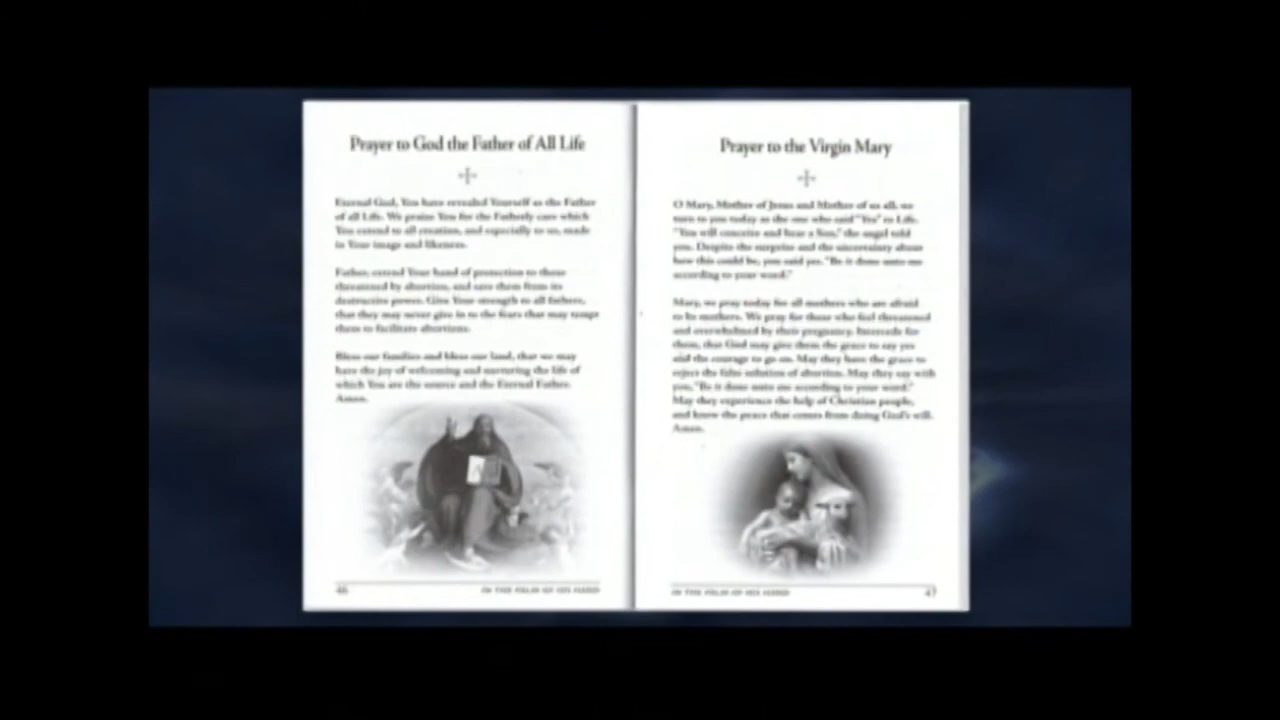 Prayer to God the Father of All Life
Eternal God, You have revealed Yourself as the Father
of all Life. We praise You for the Fatherly care which
You extend to all creation, and especially to us, made
in Your image and likeness.
Father, extend Your hand of protection to those
threatened by abortion, and save them from its
destructive power. Give Your strength to all fathers,
that they may never give in to the fears that may tempt
them to facilitate abortions.
Bless our families and bless our land, that we may
have the joy of welcoming and nurturing the life of
which You are the source and the Eternal Father.
Amen.
46
IN THE PALM OF HIS HAND
Prayer to the Virgin Mary
O Mary, Mother of Jesus and Mother of us all, we
turn to you today as the one who said "Yes" to Life.
"You will conceive and bear a Son," the angel told
you. Despite the surprise and the uncertainty about
how this could be, you said yes. "Be it done unto me
according to your word."
Mary, we pray today for all mothers who are afraid
to be mothers. We pray for those who feel threatened
and overwhelmed by their pregnancy. Intercede for
them, that God may give them the grace to say yes
and the courage to go on. May they have the grace to
reject the false solution of abortion. May they say with
you, "Be it done unto me according to your word."
May they experience the help of Christian people,
and know the peace that comes from doing God's will.
Amen.
IN THE PALM OF HIS HAND
47